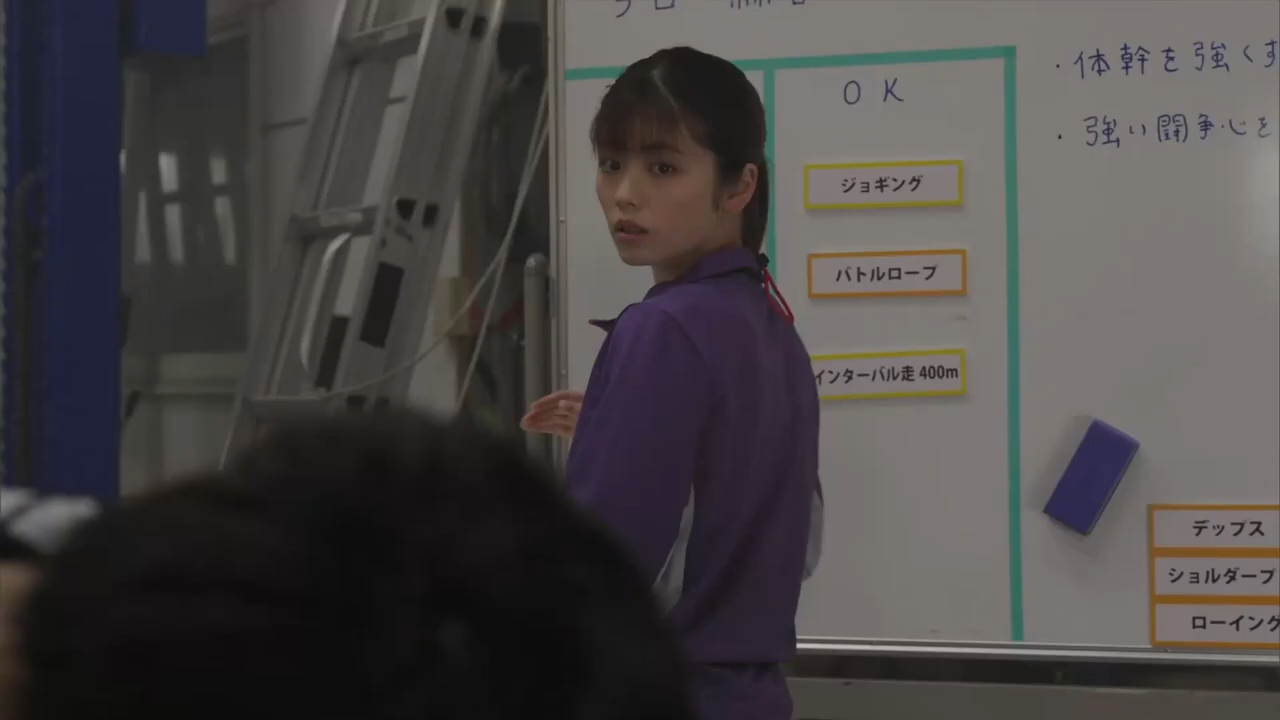 OK
ジョギング
バトルロープ
インターバル走 400m
・体幹を強くす
・強い闘争心を
デップス
ショルダープ
ローイング